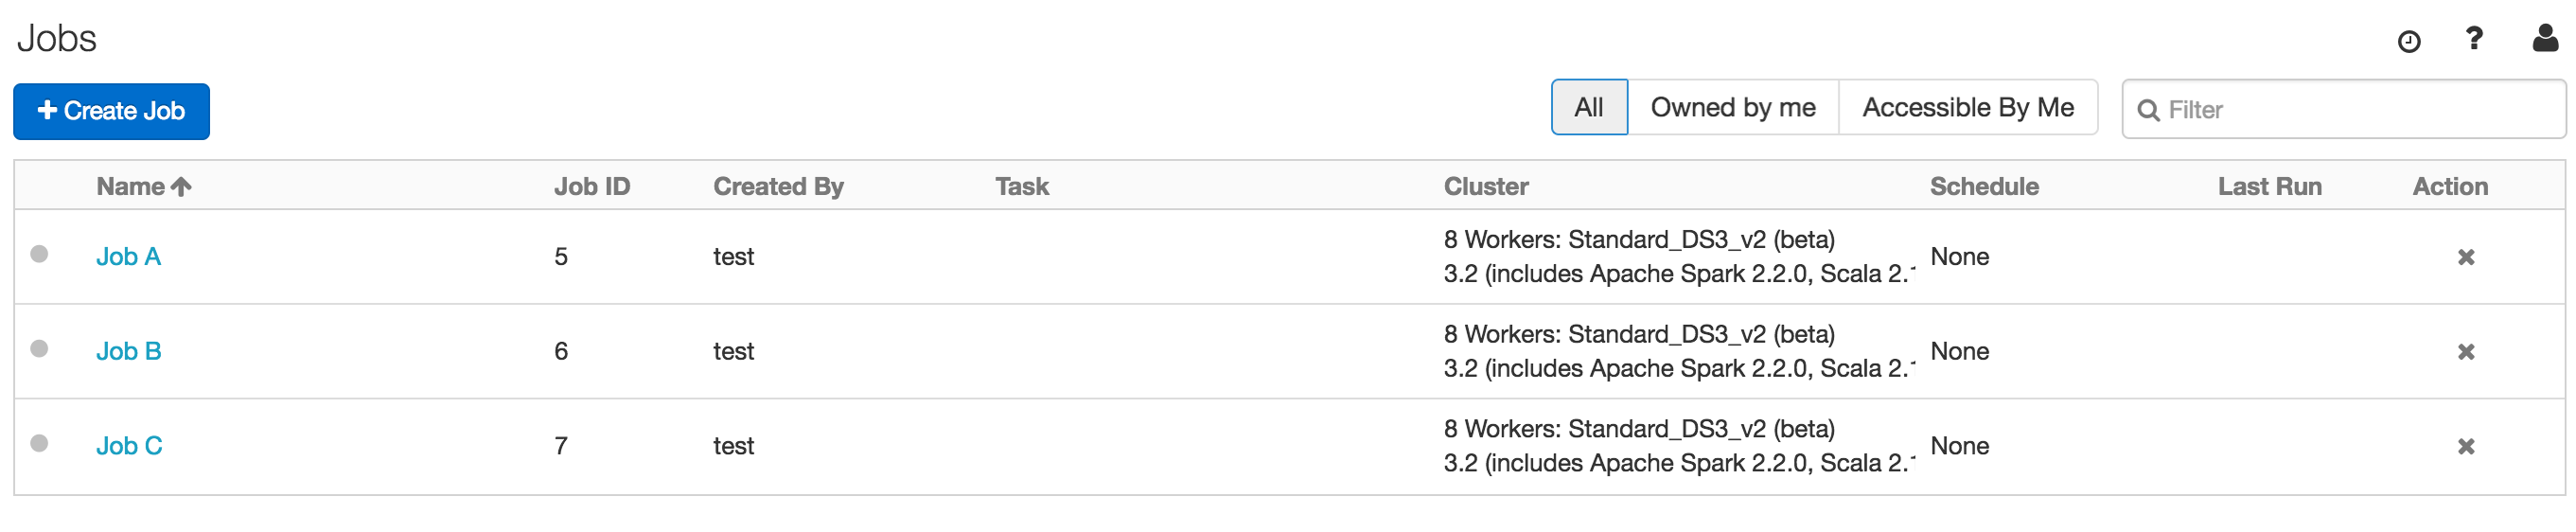 Jobs
?
+ Create Job
All Owned by me Accessible By Me Filter
Name Job ID Created By Task Cluster Schedule Last Run Action
Job A 5 test 8 Workers: Standard_DS3_v2 (beta) None
3.2 (includes Apache Spark 2.2.0, Scala 2.
Job B 6 test 8 Workers: Standard_DS3_v2 (beta) None
3.2 (includes Apache Spark 2.2.0, Scala 2.
Job C 7 test 8 Workers: Standard_DS3_v2 (beta) None
3.2 (includes Apache Spark 2.2.0, Scala 2.